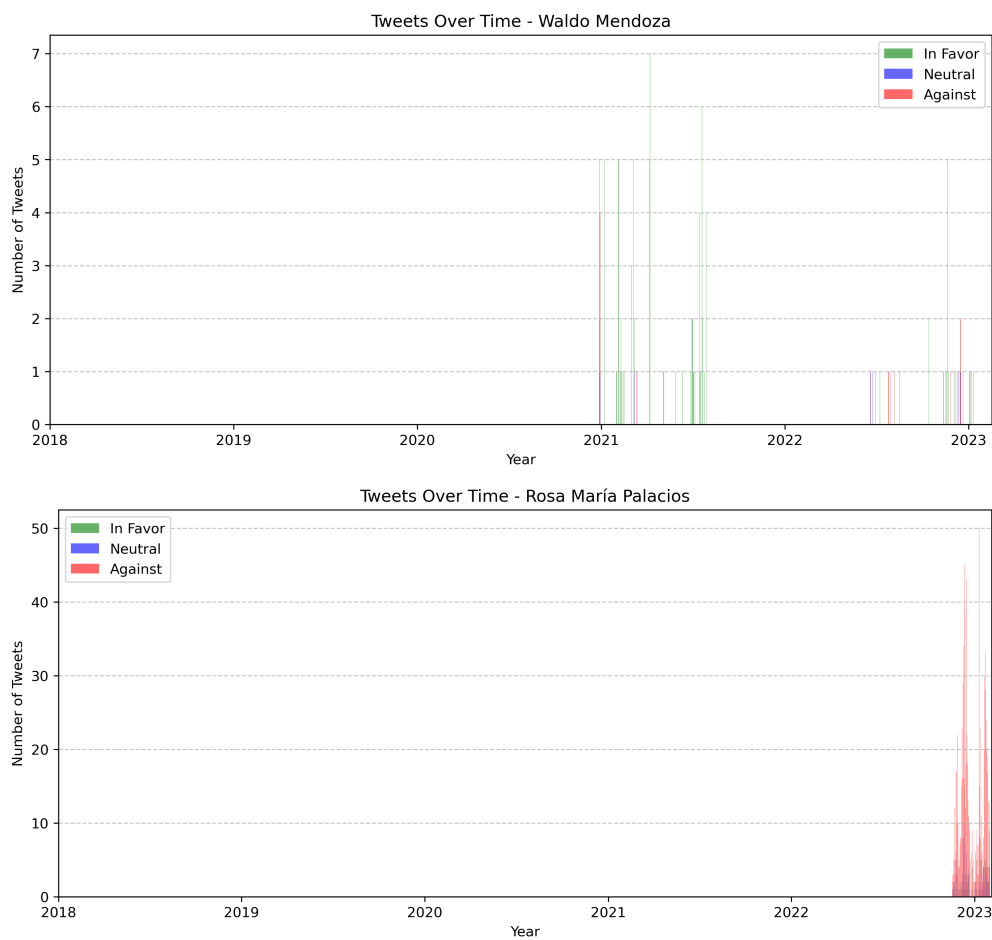 Tweets Over Time - Waldo Mendoza
Number of Tweets
7
6
5
4
3
2
1
0
In Favor
Neutral
Against
2018 2019 2020 2021 2022 2023
Year
Tweets Over Time - Rosa María Palacios
Number of Tweets
50
40
30
20
10
0
In Favor
Neutral
Against
2018 2019 2020 2021 2022 2023
Year